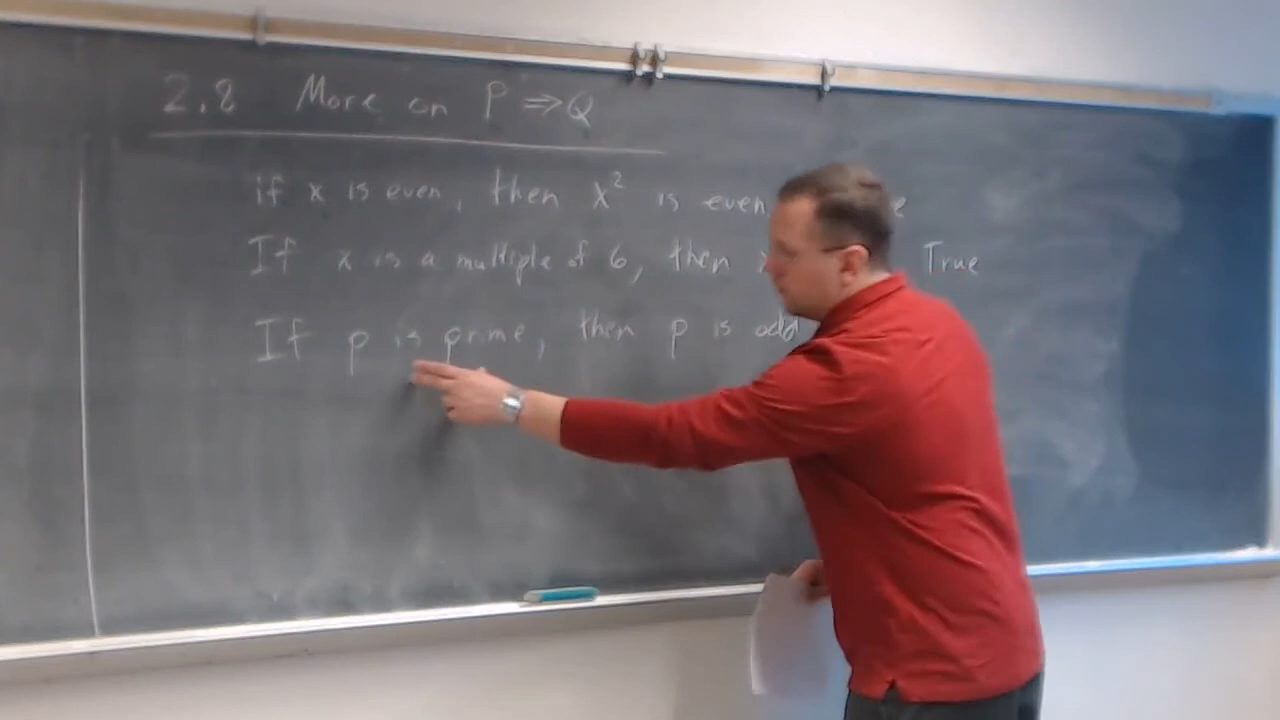 2.8 More on P ⇒ Q
if x is even, then x² is even
If x is a multiple of 6, then True
If p is prime, then p is odd